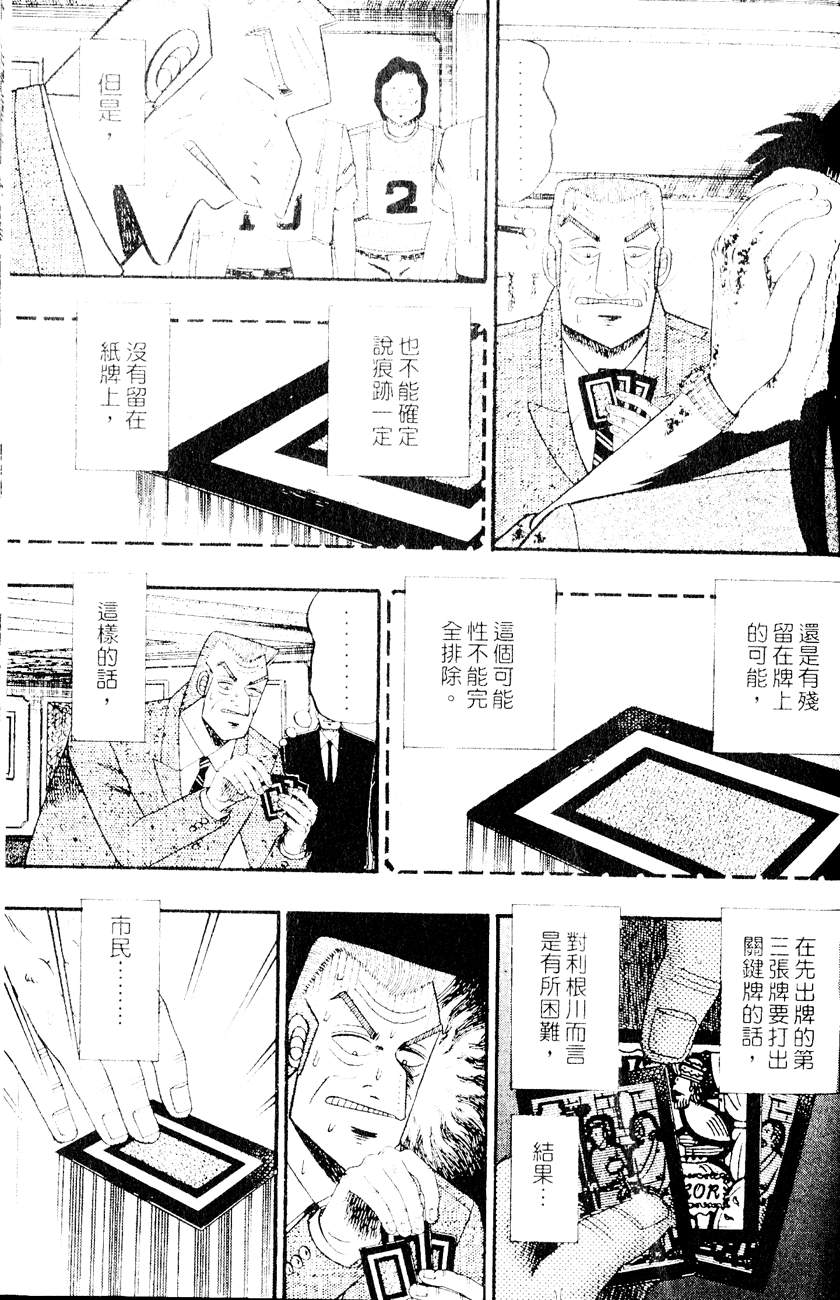 ………
但是，
2
10
也不能確定
說痕跡一定
沒有留在
紙牌上，
還是有殘
留在牌上
的可能，
這個可能
性不能完
全排除。
………
這樣的話，
在先出牌的第
三張牌要打出
關鍵牌的話，
對利根川而言
是有所困難，
結果…
市民………